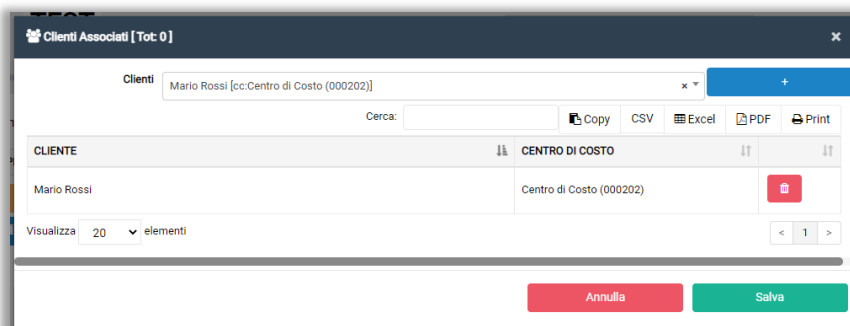 TEST
Clienti Associati [ Tot: 0 ] ×
Clienti Mario Rossi [cc:Centro di Costo (000202)] × +
Cerca: Copy CSV Excel PDF Print
CLIENTE CENTRO DI COSTO
Mario Rossi Centro di Costo (000202)
Visualizza 20 elementi < 1 >
Annulla Salva